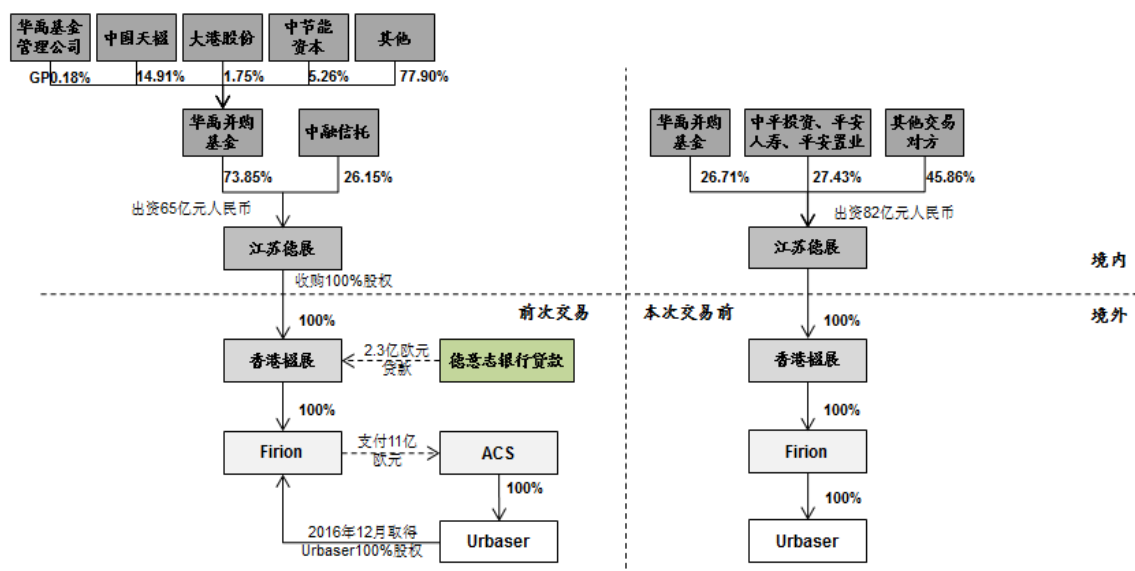 华禹基金
管理公司
中国天楹
大港股份
中节能
资本
其他
GP0.18%
14.91%
1.75%
5.26%
77.90%
华禹并购
基金
中融信托
73.85%
26.15%
出资65亿元人民币
江苏德展
收购100%股权
前次交易
100%
香港楹展
2.3亿欧元
贷款
德意志银行贷款
100%
Firion
支付11亿
欧元
ACS
100%
2016年12月取得
Urbaser100%股权
Urbaser
华禹并购
基金
中平投资、平安
人寿、平安置业
其他交易
对方
26.71%
27.43%
45.86%
出资82亿元人民币
江苏德展
境内
本次交易前
境外
100%
香港楹展
100%
Firion
100%
Urbaser